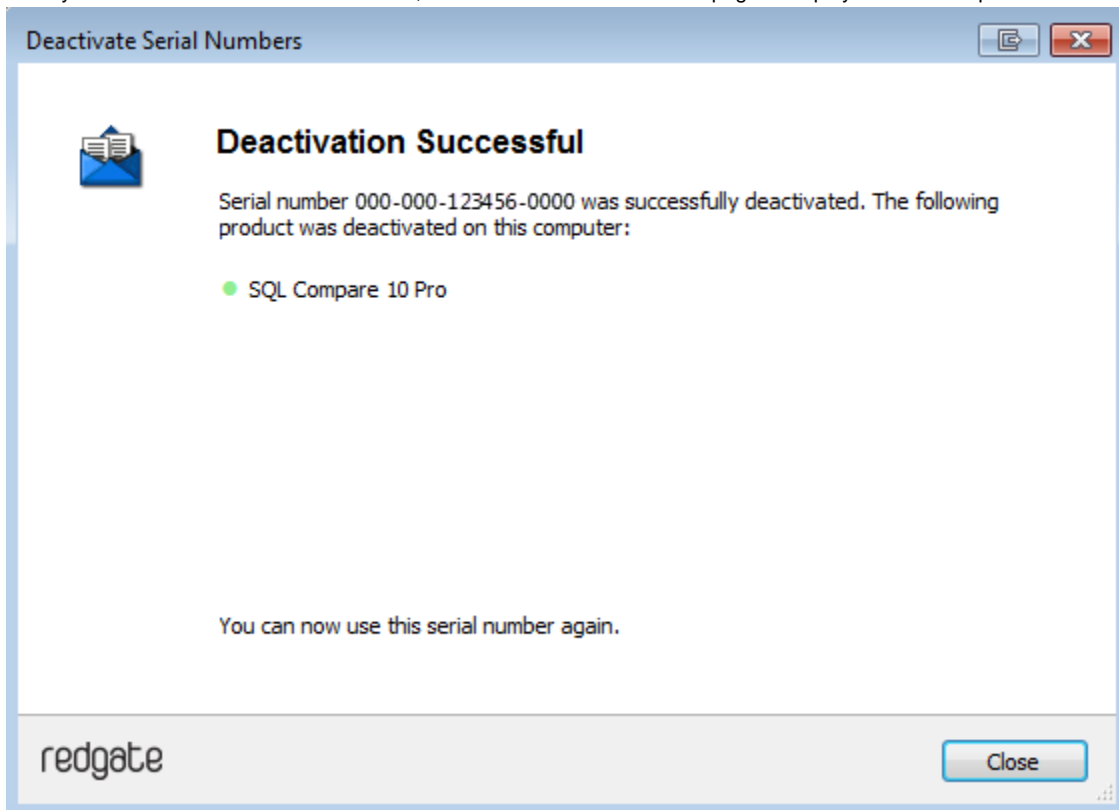 Deactivate Serial Numbers
Deactivation Successful
Serial number 000-000-123456-0000 was successfully deactivated. The following
product was deactivated on this computer:
SQL Compare 10 Pro
You can now use this serial number again.
redgate
Close